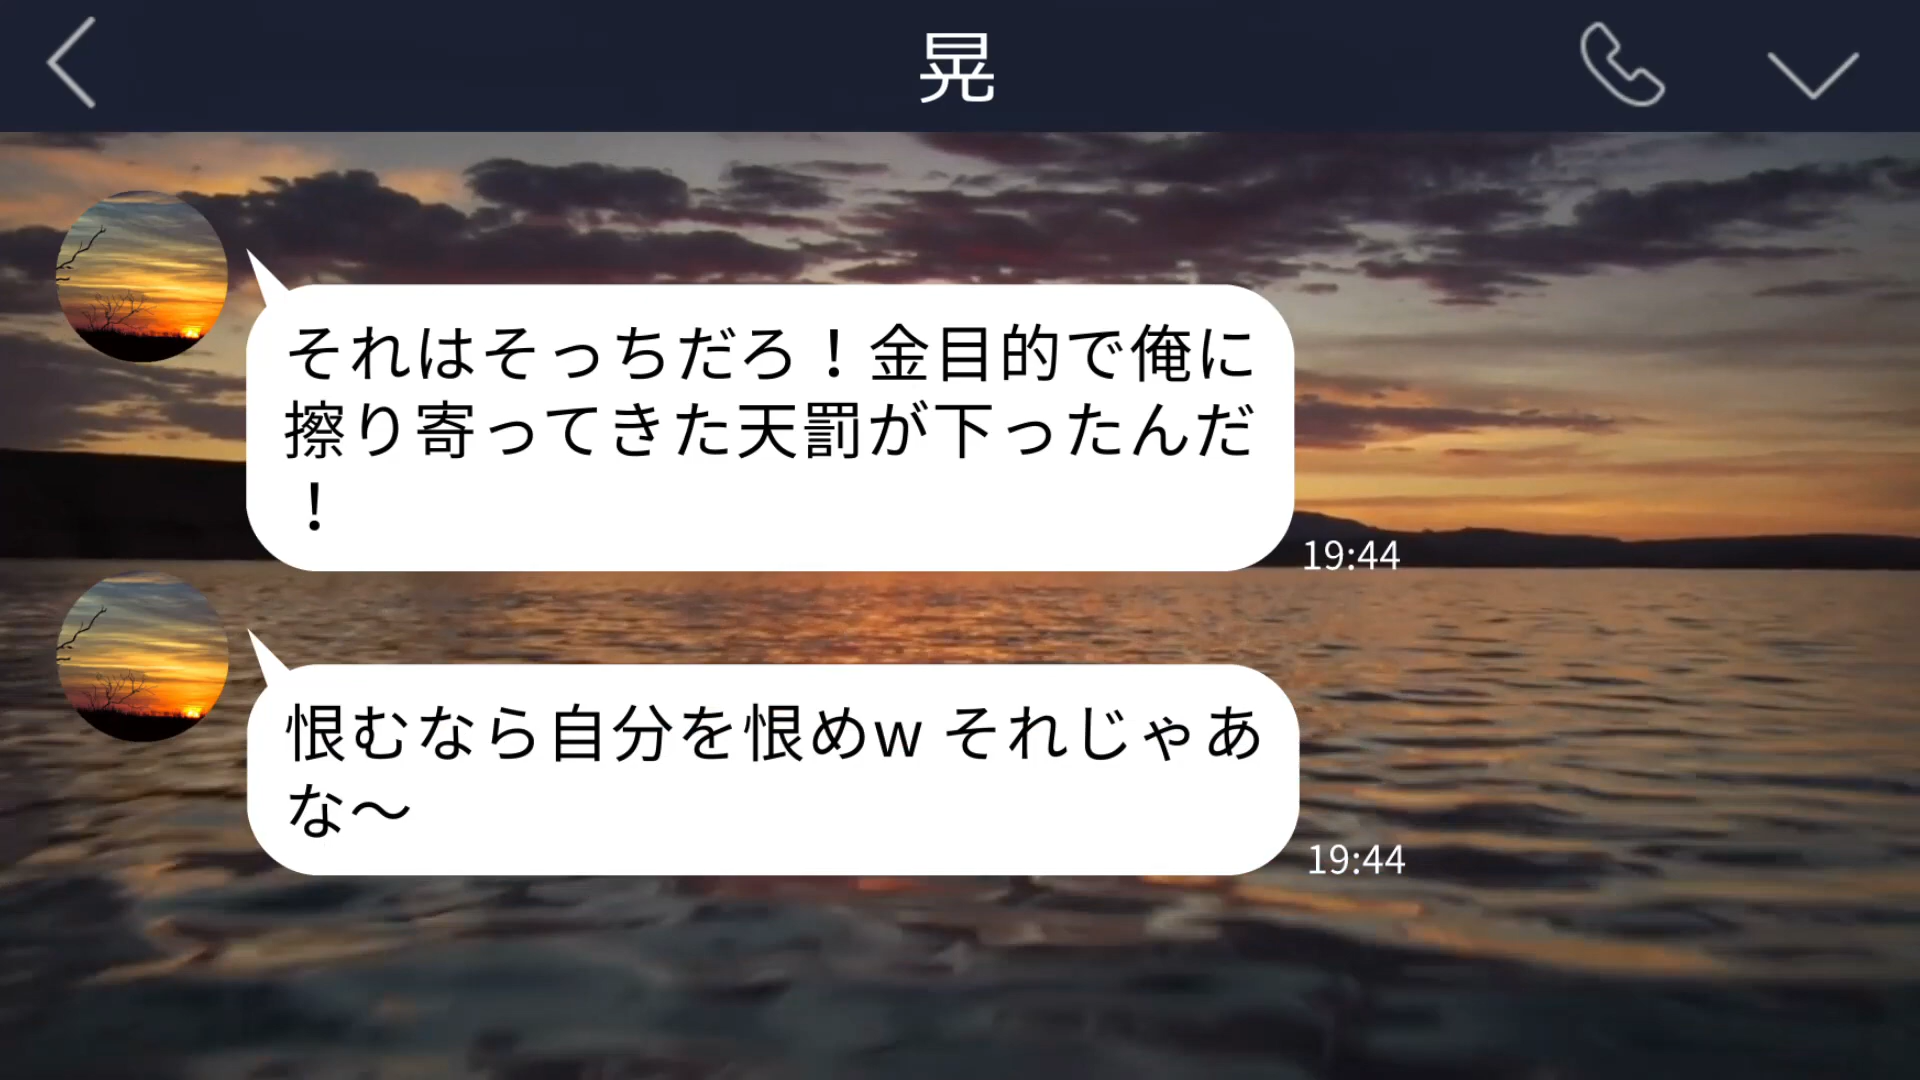 晃
それはそっちだろ！金目的で俺に
擦り寄ってきた天罰が下ったんだ
！
19:44
恨むなら自分を恨めw それじゃあ
な〜
19:44